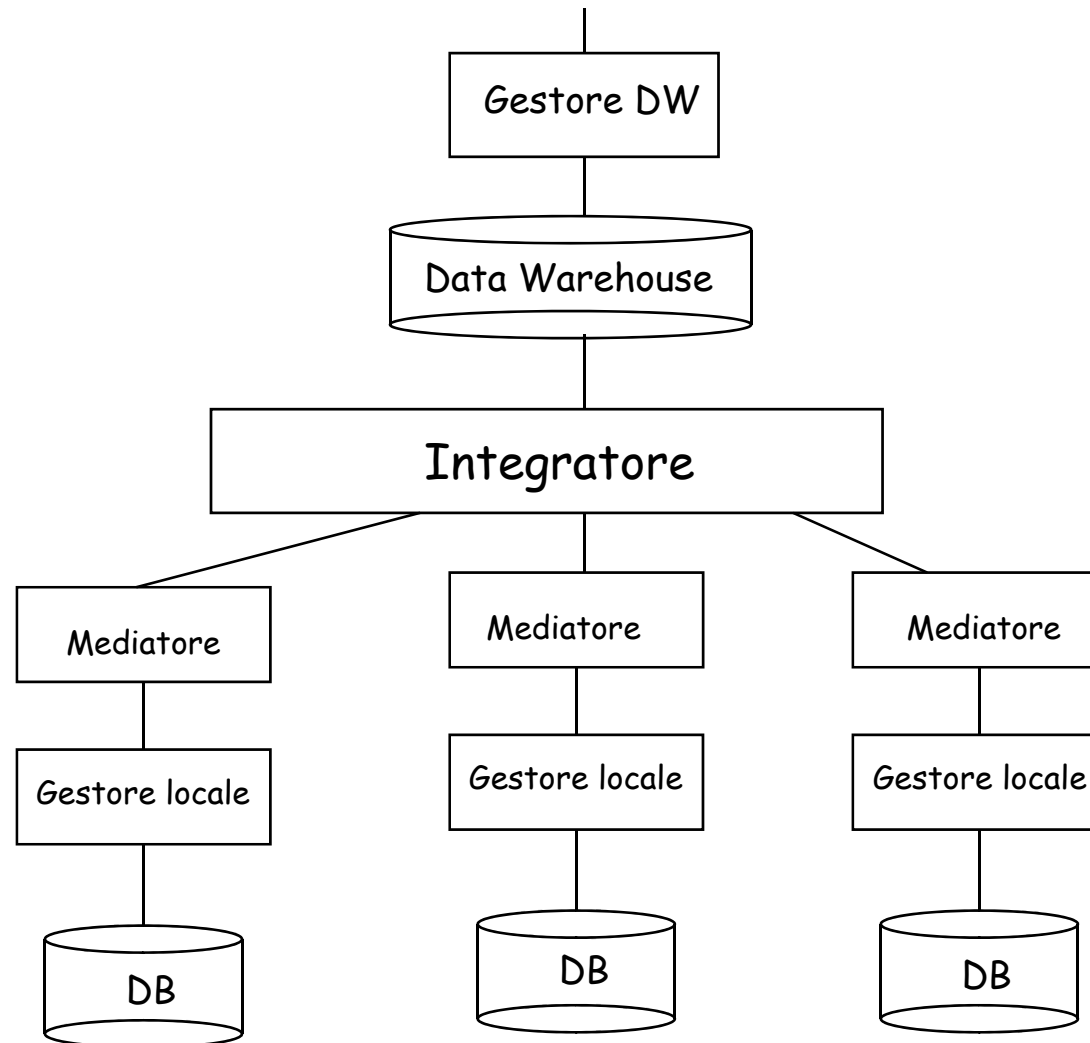 Gestore DW
Data Warehouse
Integratore
Mediatore
Mediatore
Mediatore
Gestore locale
Gestore locale
Gestore locale
DB
DB
DB